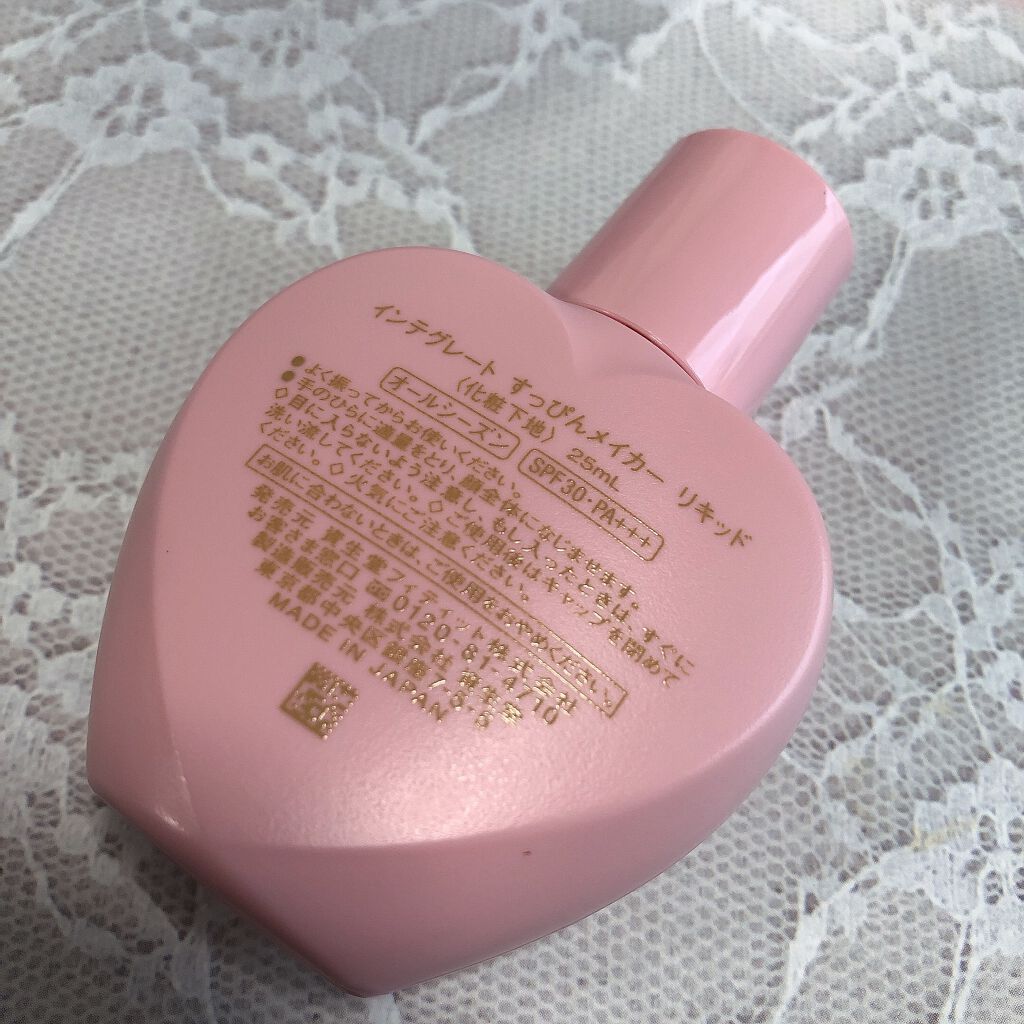 インテグレート すっぴんメイカー リキッド
〈化粧下地〉 25mL
オールシーズン SPF30・PA+++
●よく振ってからお使いください。
●手のひらに適量をとり、顔全体になじませます。
◇目に入らないよう注意し、もし入ったときは、すぐに
洗い流してください。◇ご使用後はキャップを閉めて
ください。◇火気にご注意ください。
お肌に合わないときは、ご使用をおやめください。
発売元 資生堂フイティット株式会社
お客さま窓口 0120-81-4710
製造販売元 株式会社 資生堂
東京都中央区銀座7-5-5
MADE IN JAPAN